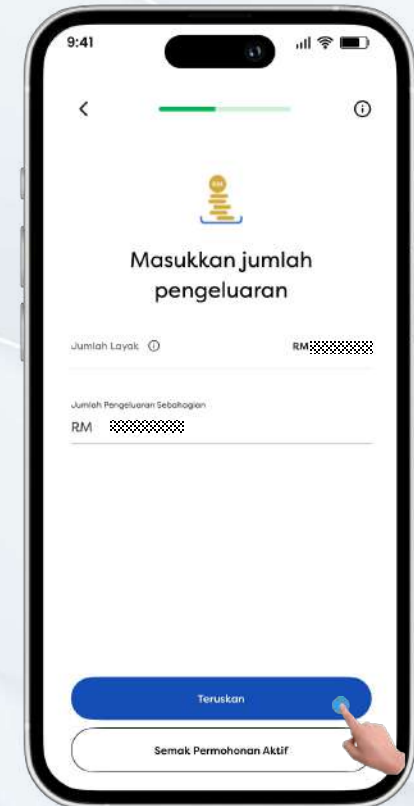 9:41
RM
Masukkan jumlah
pengeluaran
Jumlah Layak
RM
Jumlah Pengeluaran Sebahagian
RM
Teruskan
Semak Permohonan Aktif